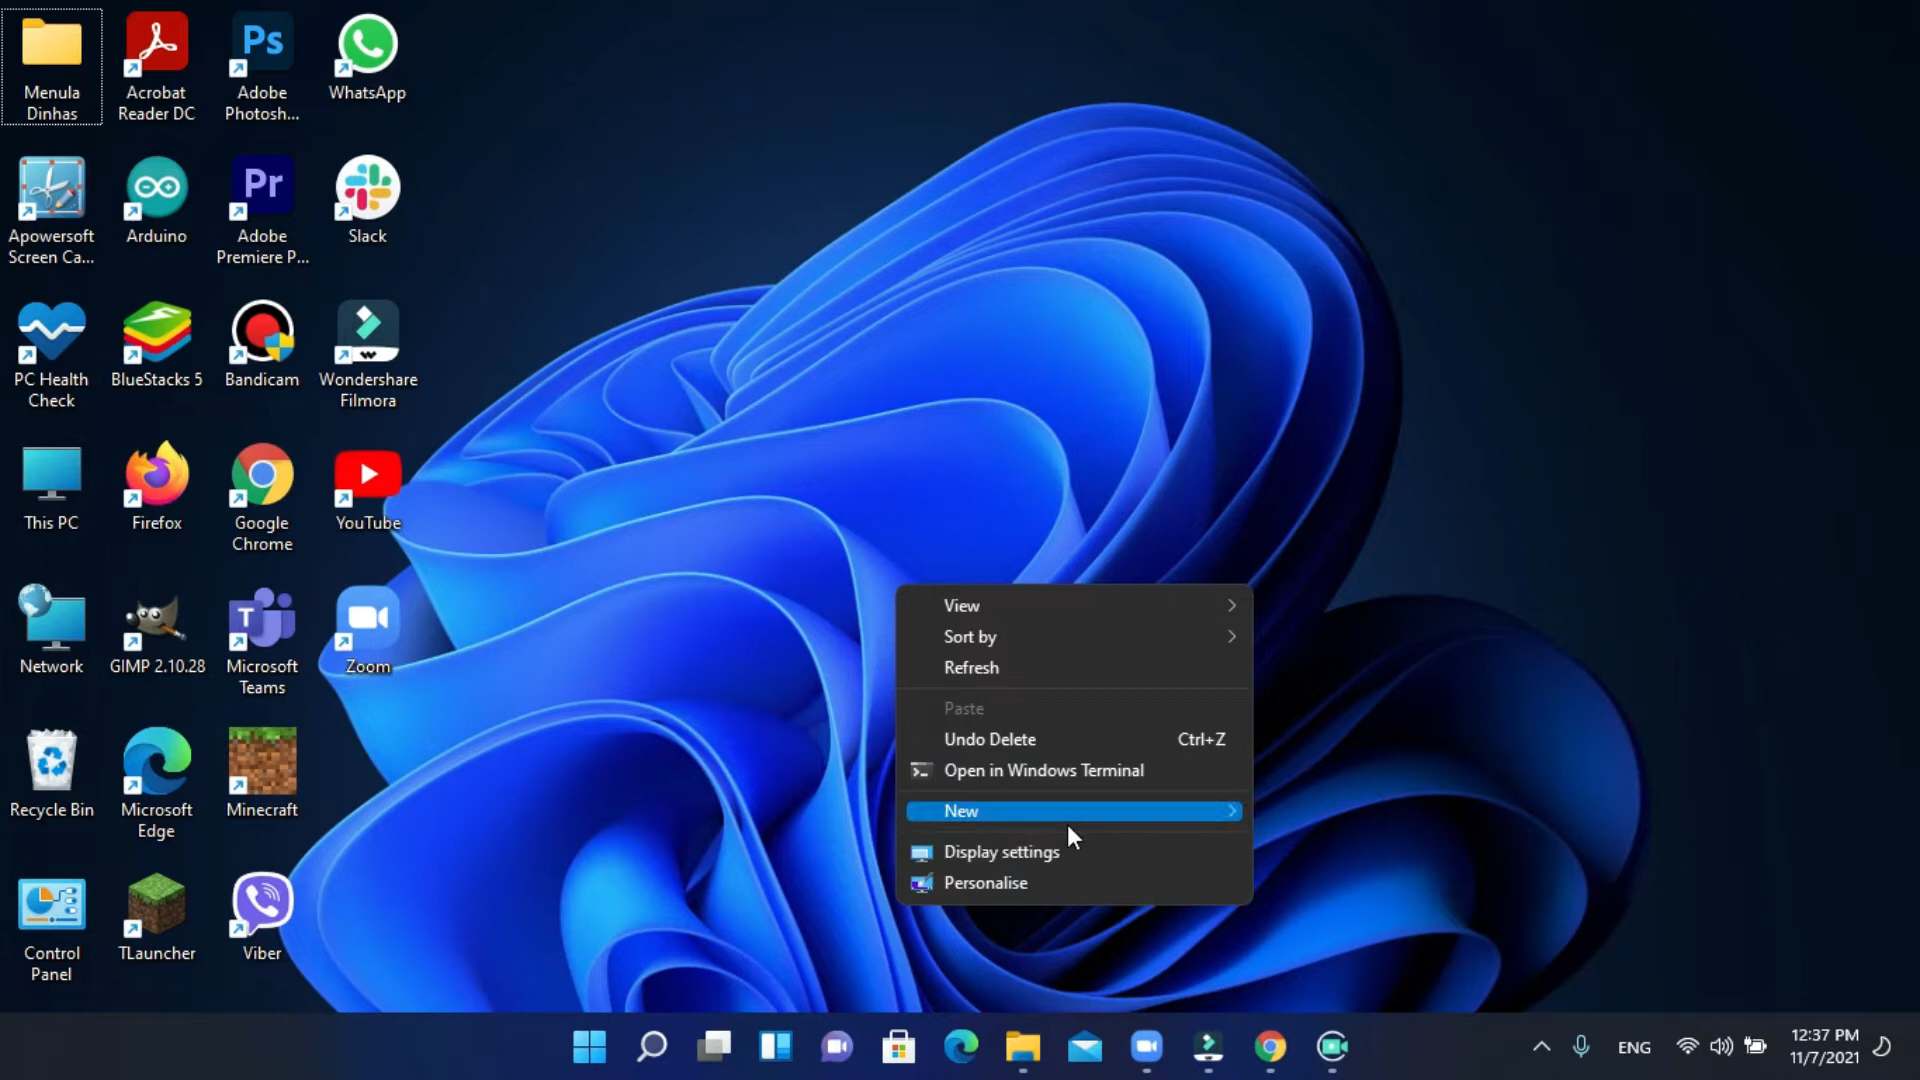 Menula
Dinhas
Acrobat
Reader DC
Ps
Adobe
Photosh...
WhatsApp
Apowersoft
Screen Ca...
Arduino
Pr
Adobe
Premiere P...
Slack
PC Health
Check
BlueStacks 5
Bandicam
Wondershare
Filmora
This PC
Firefox
Google
Chrome
YouTube
Network
GIMP 2.10.28
T
Microsoft
Teams
Zoom
Recycle Bin
Microsoft
Edge
Minecraft
Control
Panel
TLauncher
Viber
View
Sort by
Refresh
Paste
Undo Delete Ctrl+Z
Open in Windows Terminal
New
Display settings
Personalise
ENG
12:37 PM
11/7/2021